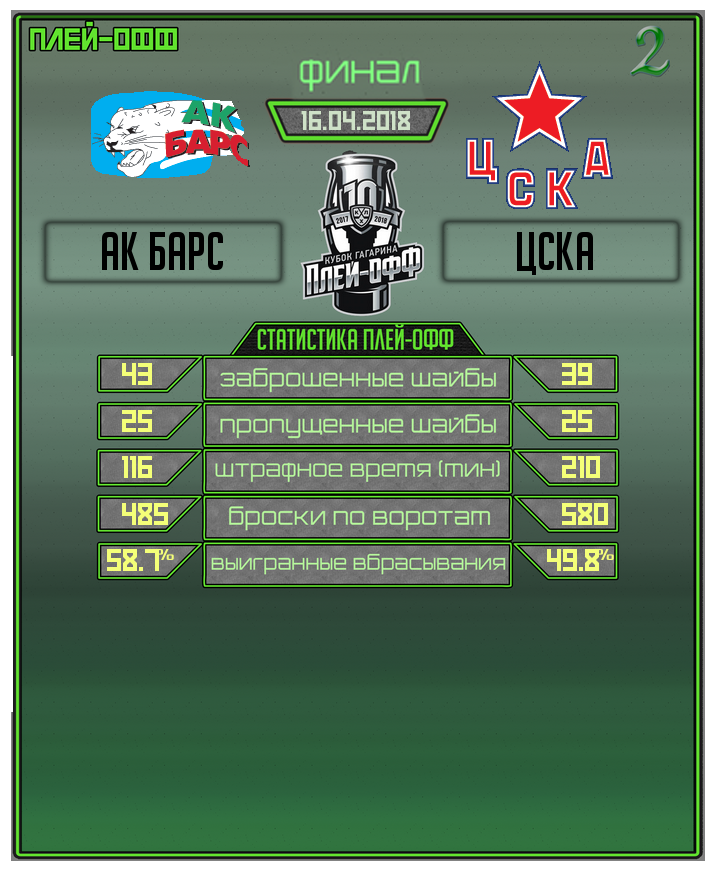 ПЛЕЙ-ОФФ
2
ФИНАЛ
16.04.2018
АК БАРС
ЦСКА
10
2017 2018
КУБОК ГАГАРИНА
ПЛЕЙ-ОФФ
АК БАРС
ЦСКА
СТАТИСТИКА ПЛЕЙ-ОФФ
43 заброшенные шайбы 39
25 пропущенные шайбы 25
116 штрафное время (мин) 210
485 броски по воротам 580
58.7% выигранные вбрасывания 49.8%